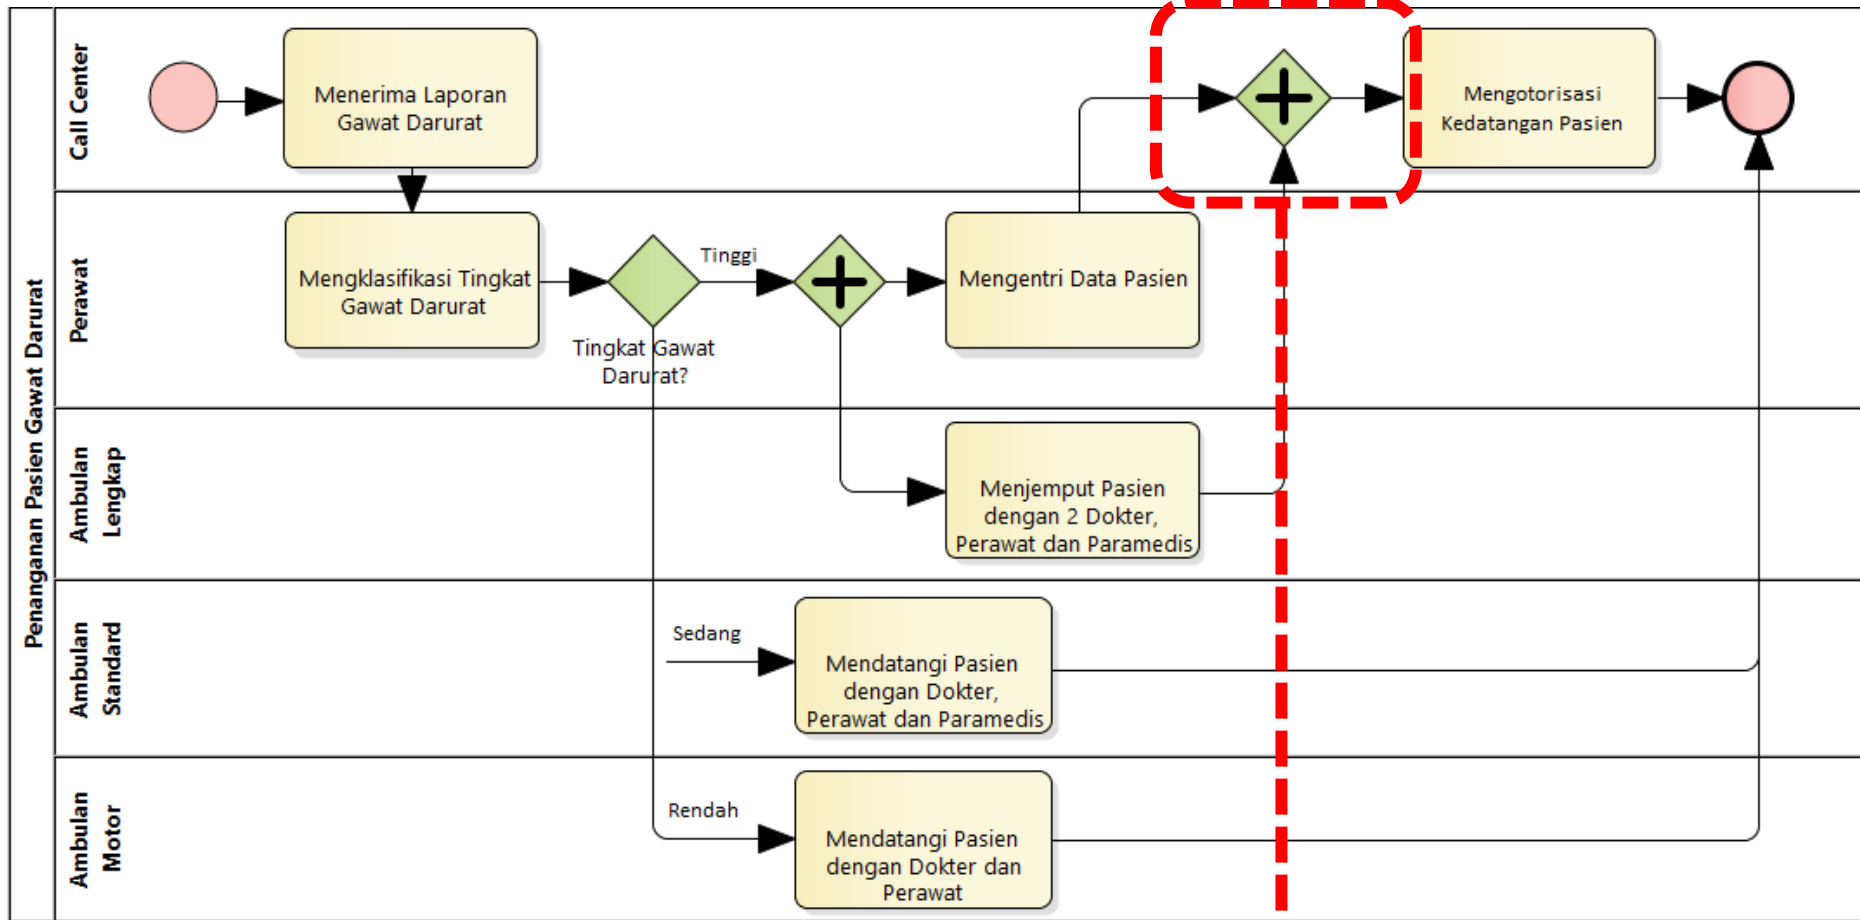 Penanganan Pasien Gawat Darurat
Call Center
Menerima Laporan
Gawat Darurat
Mengotorisasi
Kedatangan Pasien
Perawat
Mengklasifikasi Tingkat
Gawat Darurat
Tingkat Gawat
Darurat?
Tinggi
Mengentri Data Pasien
Ambulan
Lengkap
Menjemput Pasien
dengan 2 Dokter,
Perawat dan Paramedis
Ambulan
Standard
Sedang
Mendatangi Pasien
dengan Dokter,
Perawat dan Paramedis
Ambulan
Motor
Rendah
Mendatangi Pasien
dengan Dokter dan
Perawat